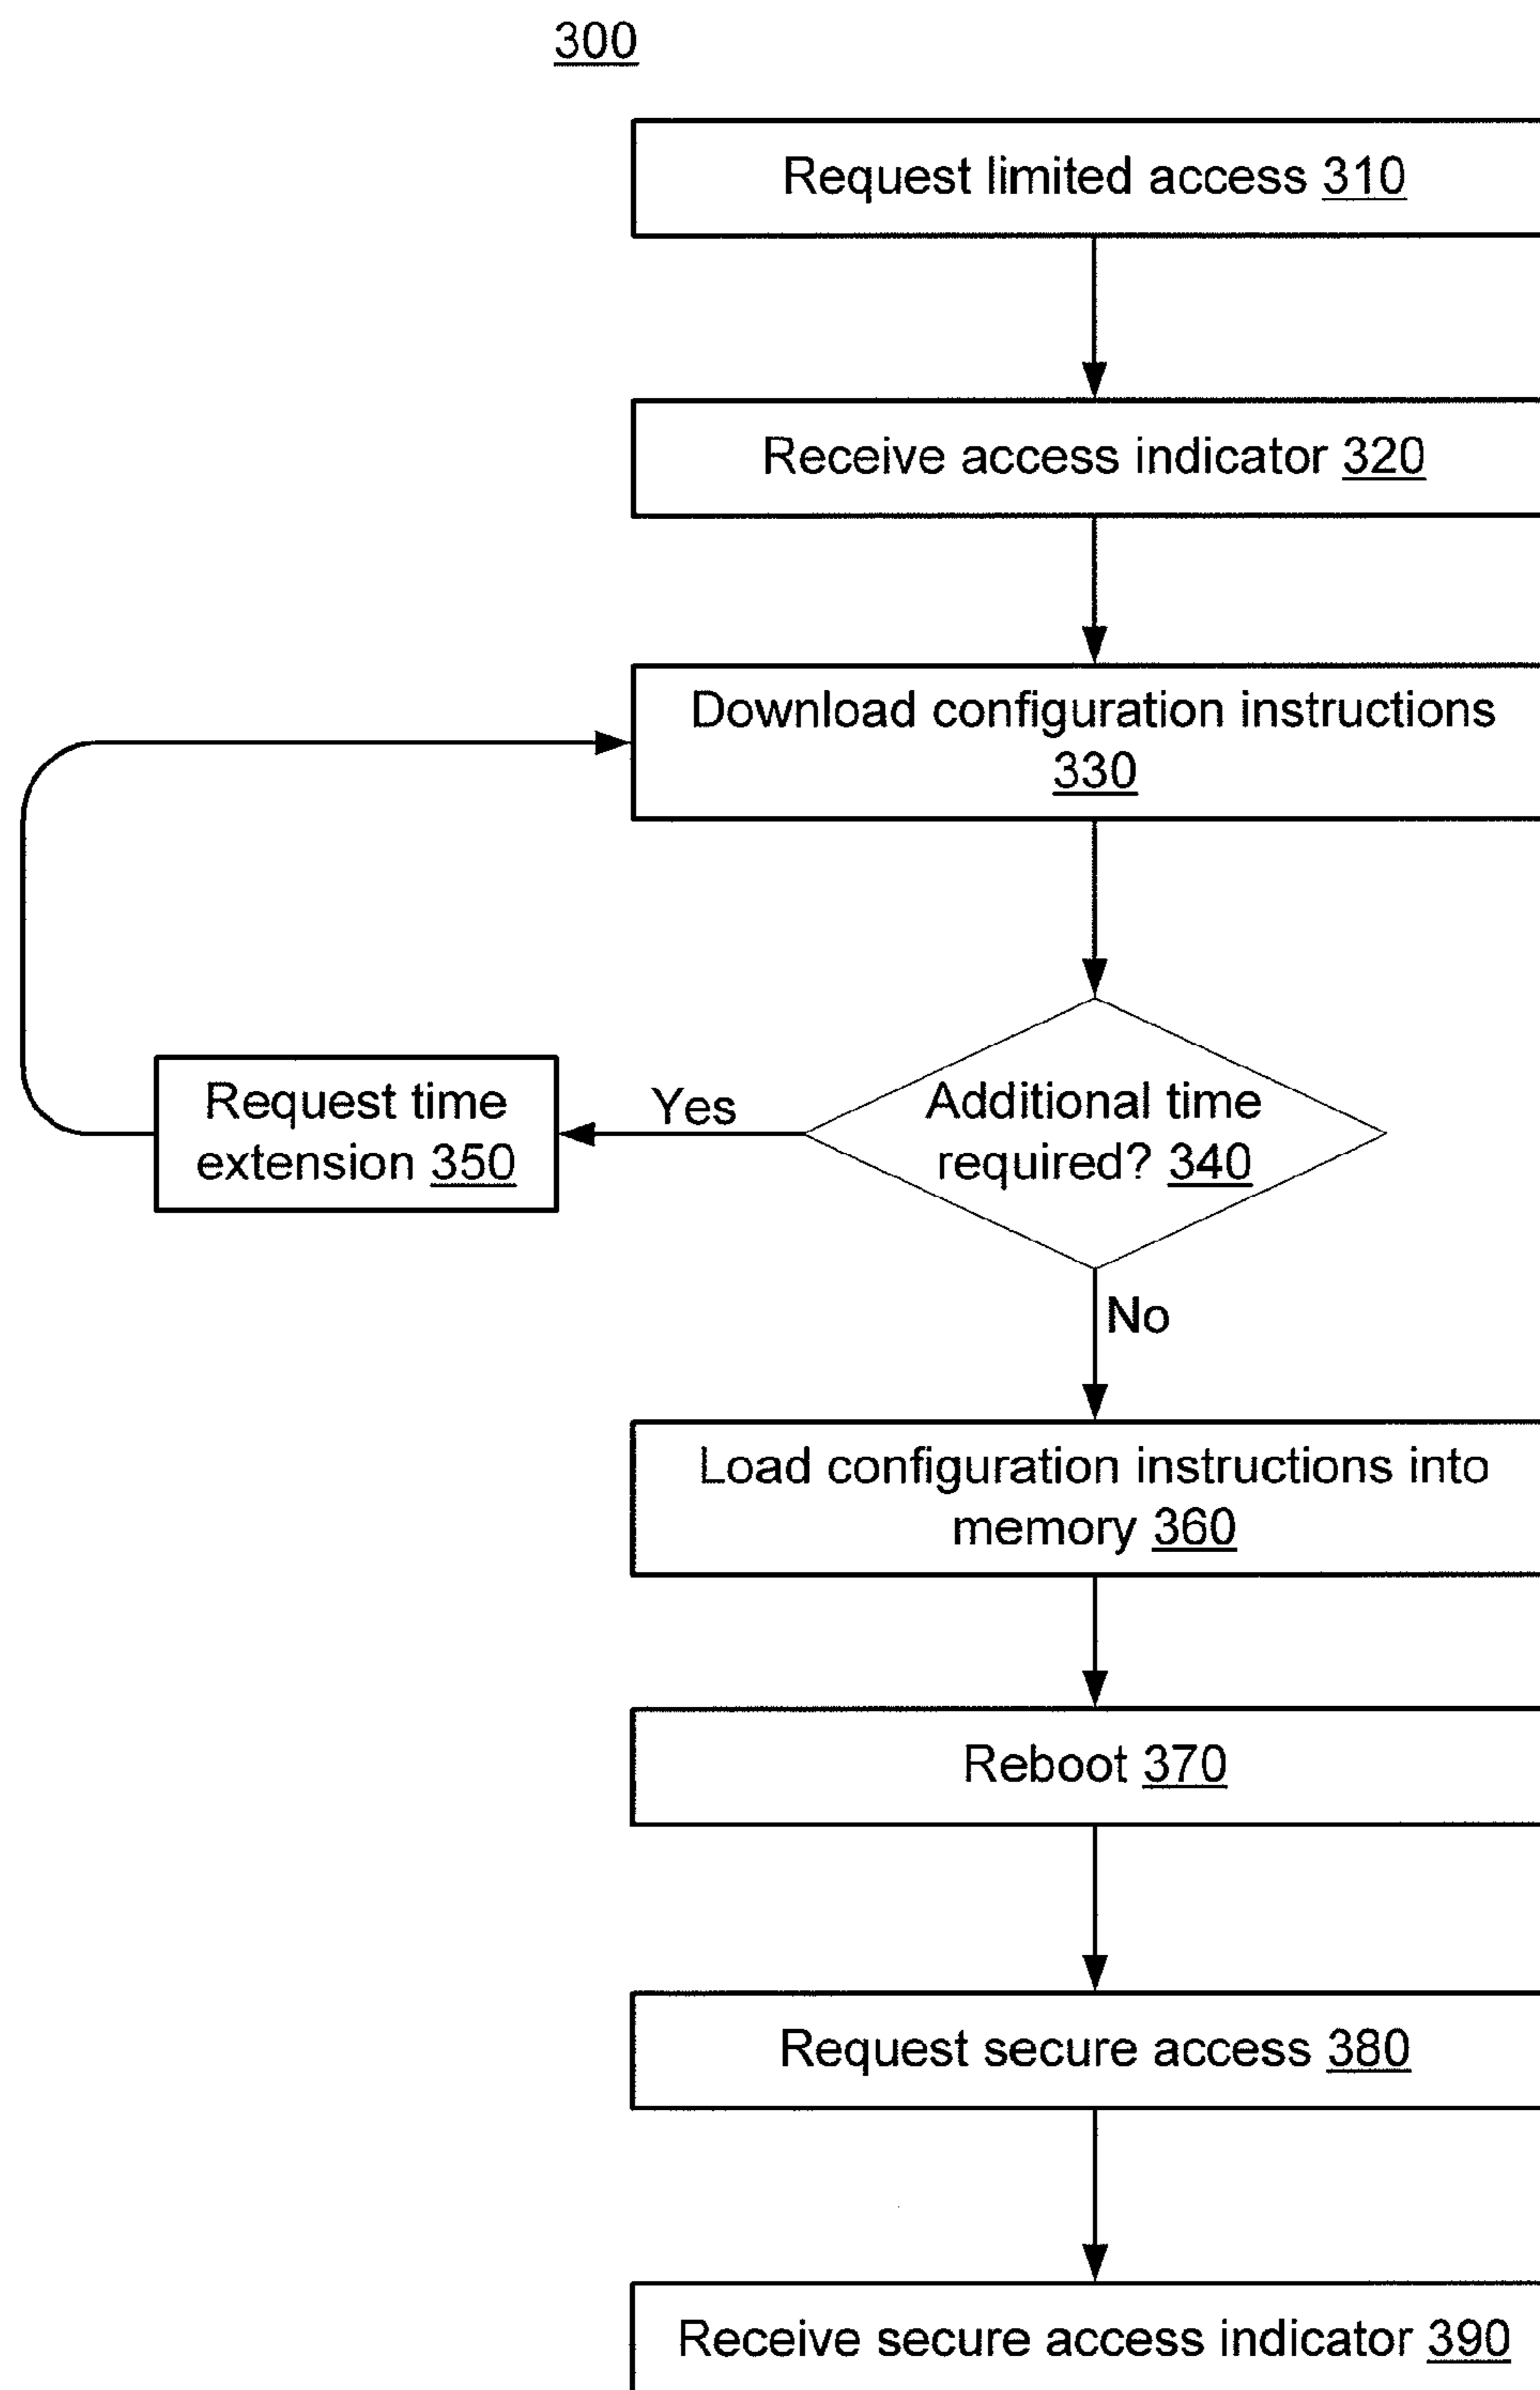 300
Request limited access 310
Receive access indicator 320
Download configuration instructions
330
Additional time
required? 340
Yes
Request time
extension 350
No
Load configuration instructions into
memory 360
Reboot 370
Request secure access 380
Receive secure access indicator 390